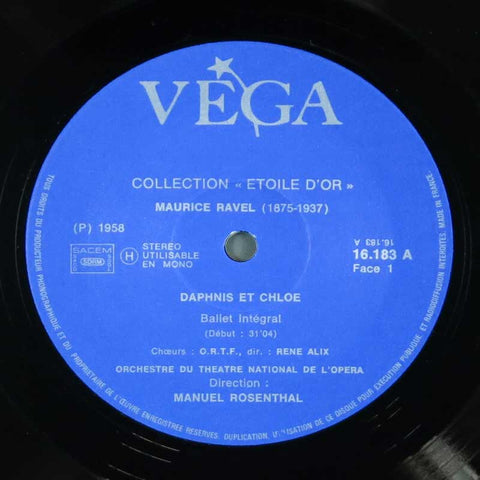 VÉGA
COLLECTION « ETOILE D'OR »
MAURICE RAVEL (1875-1937)
(P) 1958
SACEM
SDRM
H
STEREO
UTILISABLE
EN MONO
16.183 A
16.183 A
Face 1
DAPHNIS ET CHLOE
Ballet Intégral
(Début : 31'04)
Chœurs : O.R.T.F., dir. : RENE ALIX
ORCHESTRE DU THEATRE NATIONAL DE L'OPERA
Direction :
MANUEL ROSENTHAL
TOUS DROITS DU PRODUCTEUR PHONOGRAPHIQUE ET DU PROPRIETAIRE DE L'ŒUVRE ENREGISTREE RESERVES. DUPLICATION, UTILISATION DE CE DISQUE POUR EXECUTION PUBLIQUE ET RADIODIFFUSION INTERDITES. MADE IN FRANCE.